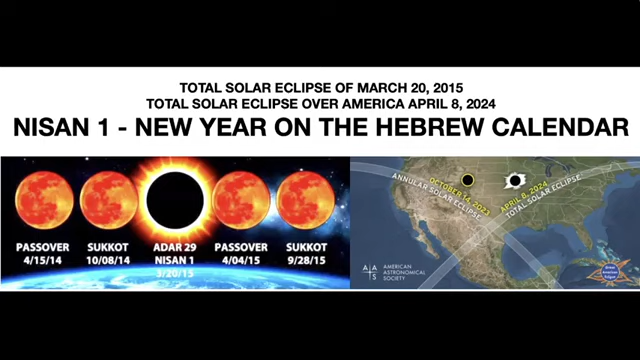 TOTAL SOLAR ECLIPSE OF MARCH 20, 2015
TOTAL SOLAR ECLIPSE OVER AMERICA APRIL 8, 2024
NISAN 1 - NEW YEAR ON THE HEBREW CALENDAR
PASSOVER
4/15/14
SUKKOT
10/08/14
ADAR 29
NISAN 1
3/20/15
PASSOVER
4/04/15
SUKKOT
9/28/15
OCTOBER 14, 2023
ANNULAR SOLAR ECLIPSE
APRIL 8, 2024
TOTAL SOLAR ECLIPSE
AAS
AMERICAN
ASTRONOMICAL
SOCIETY
Great
American
Eclipse